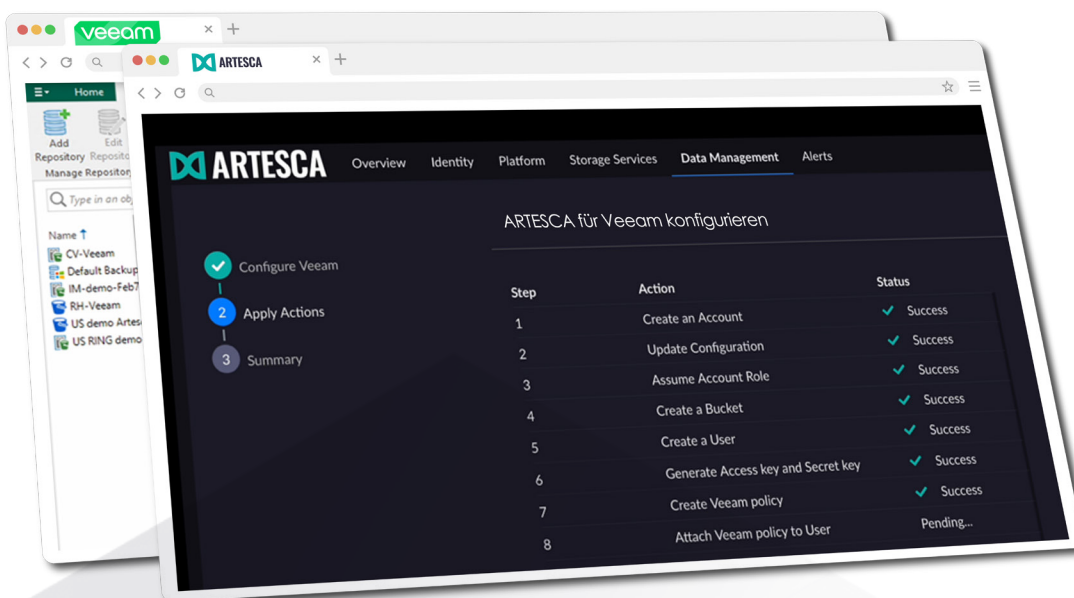 veeam
ARTESCA
Home
Add Repository
Edit
Manage Repository
Type in an obj
Name
CV-Veeam
Default Backup
IM-demo-Feb7
RH-Veeam
US demo Artes
US RING demo
ARTESCA
Overview Identity Platform Storage Services Data Management Alerts
ARTESCA für Veeam konfigurieren
Configure Veeam
2 Apply Actions
3 Summary
Step Action Status
1 Create an Account Success
2 Update Configuration Success
3 Assume Account Role Success
4 Create a Bucket Success
5 Create a User Success
6 Generate Access key and Secret key Success
7 Create Veeam policy Success
8 Attach Veeam policy to User Pending...